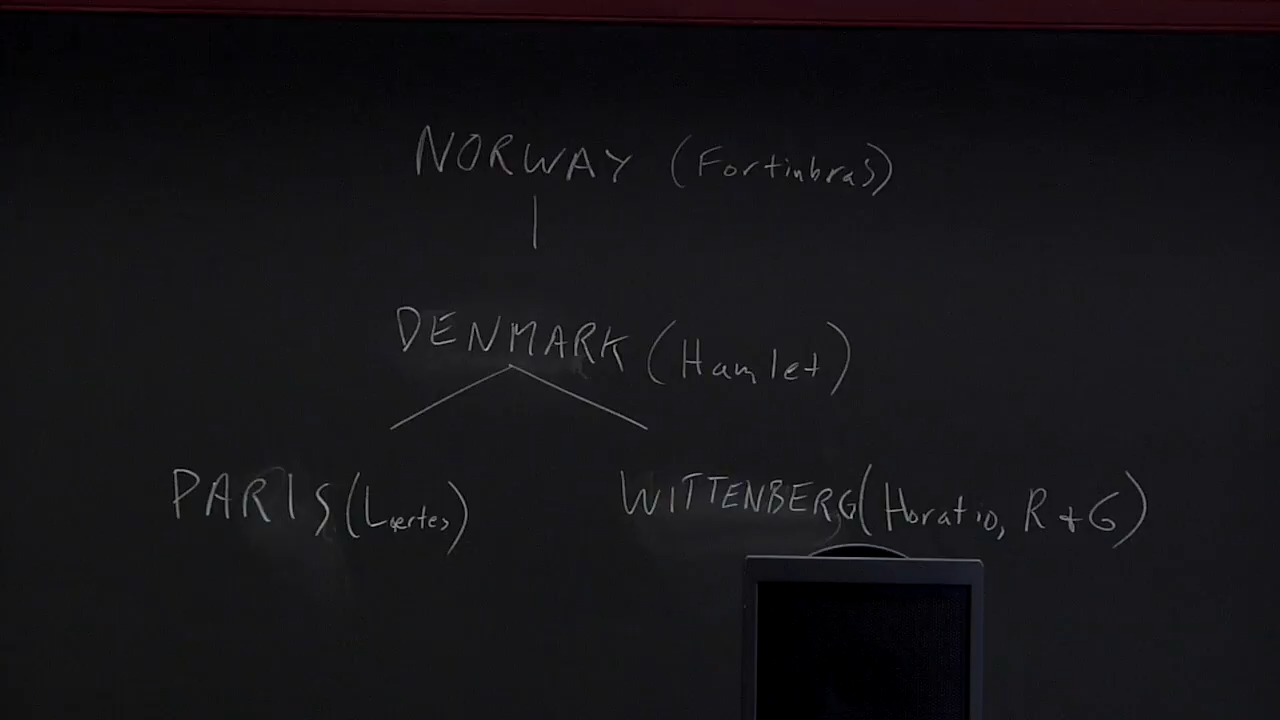 NORWAY (Fortinbras)
DENMARK (Hamlet)
PARIS (Laertes) WITTENBERG (Horatio, R + G)